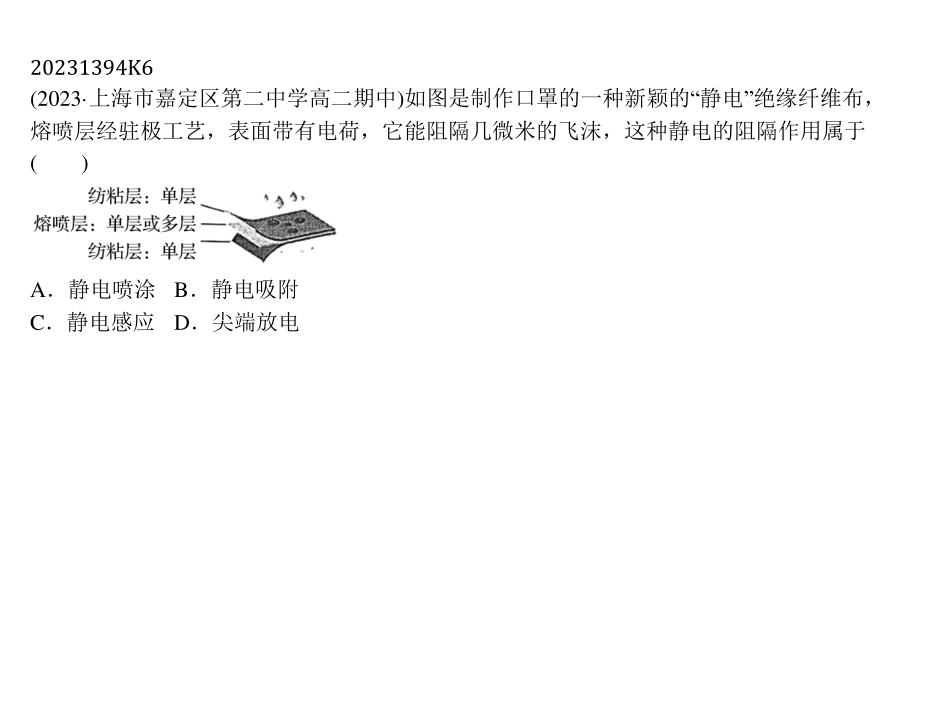 20231394K6
(2023·上海市嘉定区第二中学高二期中)如图是制作口罩的一种新颖的“静电”绝缘纤维布，
熔喷层经驻极工艺，表面带有电荷，它能阻隔几微米的飞沫，这种静电的阻隔作用属于
(　　)
纺粘层：单层
熔喷层：单层或多层
纺粘层：单层
A．静电喷涂 B．静电吸附
C．静电感应 D．尖端放电